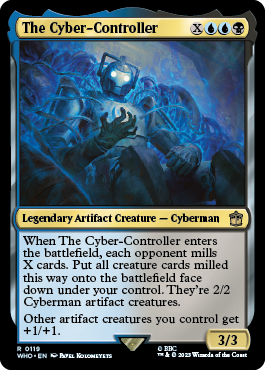 The Cyber-Controller XUUB
Legendary Artifact Creature — Cyberman
When The Cyber-Controller enters
the battlefield, each opponent mills
X cards. Put all creature cards milled
this way onto the battlefield face
down under your control. They're 2/2
Cyberman artifact creatures.
Other artifact creatures you control get
+1/+1.
3/3
R 0119
WHO • EN PAVEL KOLOMEYETS
© BBC
™ & © 2023 Wizards of the Coast